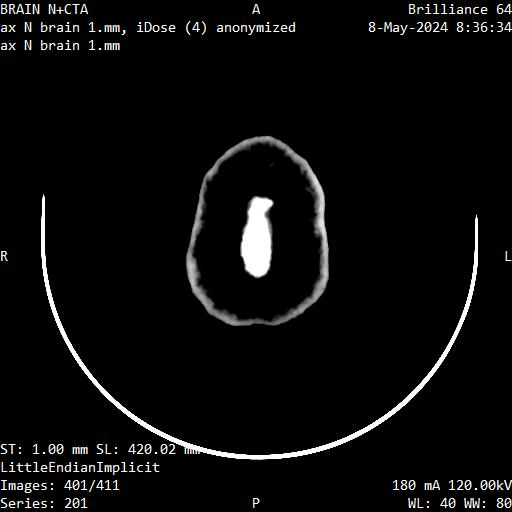 BRAIN N+CTA A Brilliance 64
ax N brain 1.mm, iDose (4) anonymized 8-May-2024 8:36:34
ax N brain 1.mm
R L
ST: 1.00 mm SL: 420.02 mm
LittleEndianImplicit
Images: 401/411 180 mA 120.00kV
Series: 201 P WL: 40 WW: 80